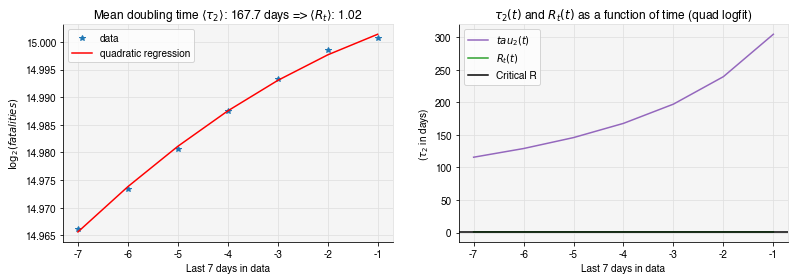 Mean doubling time ⟨τ₂⟩: 167.7 days => ⟨Rₜ⟩: 1.02
data
quadratic regression
log₂(fatalities)
15.000
14.995
14.990
14.985
14.980
14.975
14.970
14.965
-7 -6 -5 -4 -3 -2 -1
Last 7 days in data
τ₂(t) and Rₜ(t) as a function of time (quad logfit)
tau₂(t)
Rₜ(t)
Critical R
(τ₂ in days)
300
250
200
150
100
50
0
-7 -6 -5 -4 -3 -2 -1
Last 7 days in data